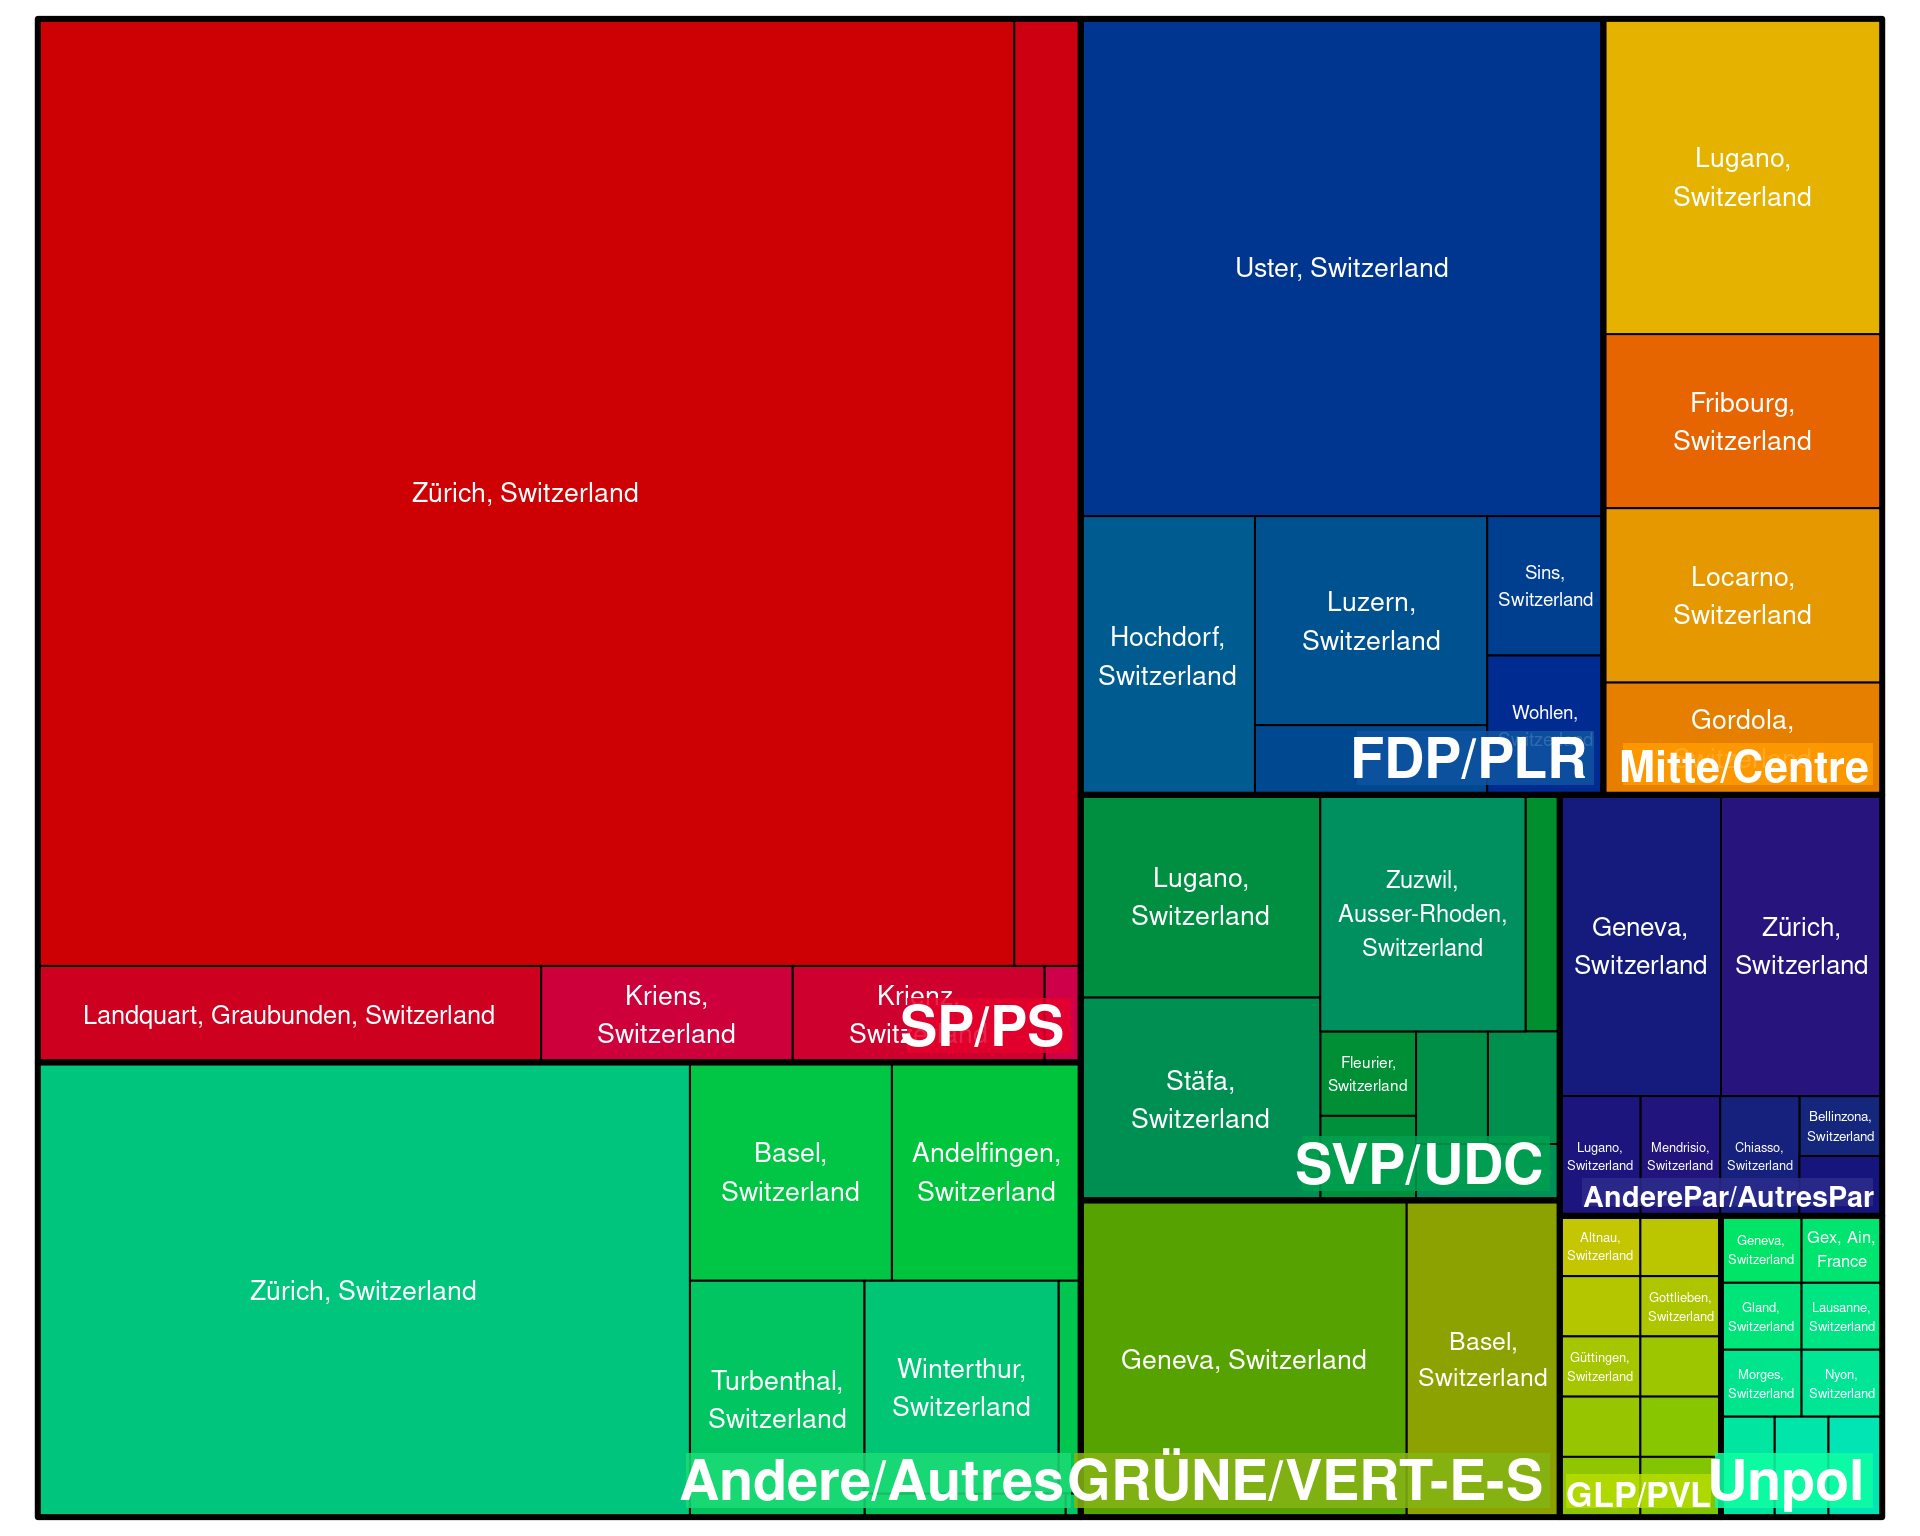 Zürich, Switzerland
Landquart, Graubunden, Switzerland
Kriens,
Switzerland
Krienz,
Switzerland
SP/PS
Uster, Switzerland
Hochdorf,
Switzerland
Luzern,
Switzerland
Sins,
Switzerland
Wohlen,
Switzerland
FDP/PLR
Lugano,
Switzerland
Fribourg,
Switzerland
Locarno,
Switzerland
Gordola,
Switzerland
Mitte/Centre
Zürich, Switzerland
Basel,
Switzerland
Andelfingen,
Switzerland
Turbenthal,
Switzerland
Winterthur,
Switzerland
Andere/Autres
Lugano,
Switzerland
Zuzwil,
Ausser-Rhoden,
Switzerland
Stäfa,
Switzerland
Fleurier,
Switzerland
SVP/UDC
Geneva, Switzerland
Basel,
Switzerland
GRÜNE/VERT-E-S
Geneva,
Switzerland
Zürich,
Switzerland
Lugano,
Switzerland
Mendrisio,
Switzerland
Chiasso,
Switzerland
Bellinzona,
Switzerland
AnderePar/AutresPar
Altnau,
Switzerland
Gottlieben,
Switzerland
Güttingen,
Switzerland
GLP/PVL
Geneva,
Switzerland
Gex, Ain,
France
Gland,
Switzerland
Lausanne,
Switzerland
Morges,
Switzerland
Nyon,
Switzerland
Unpol